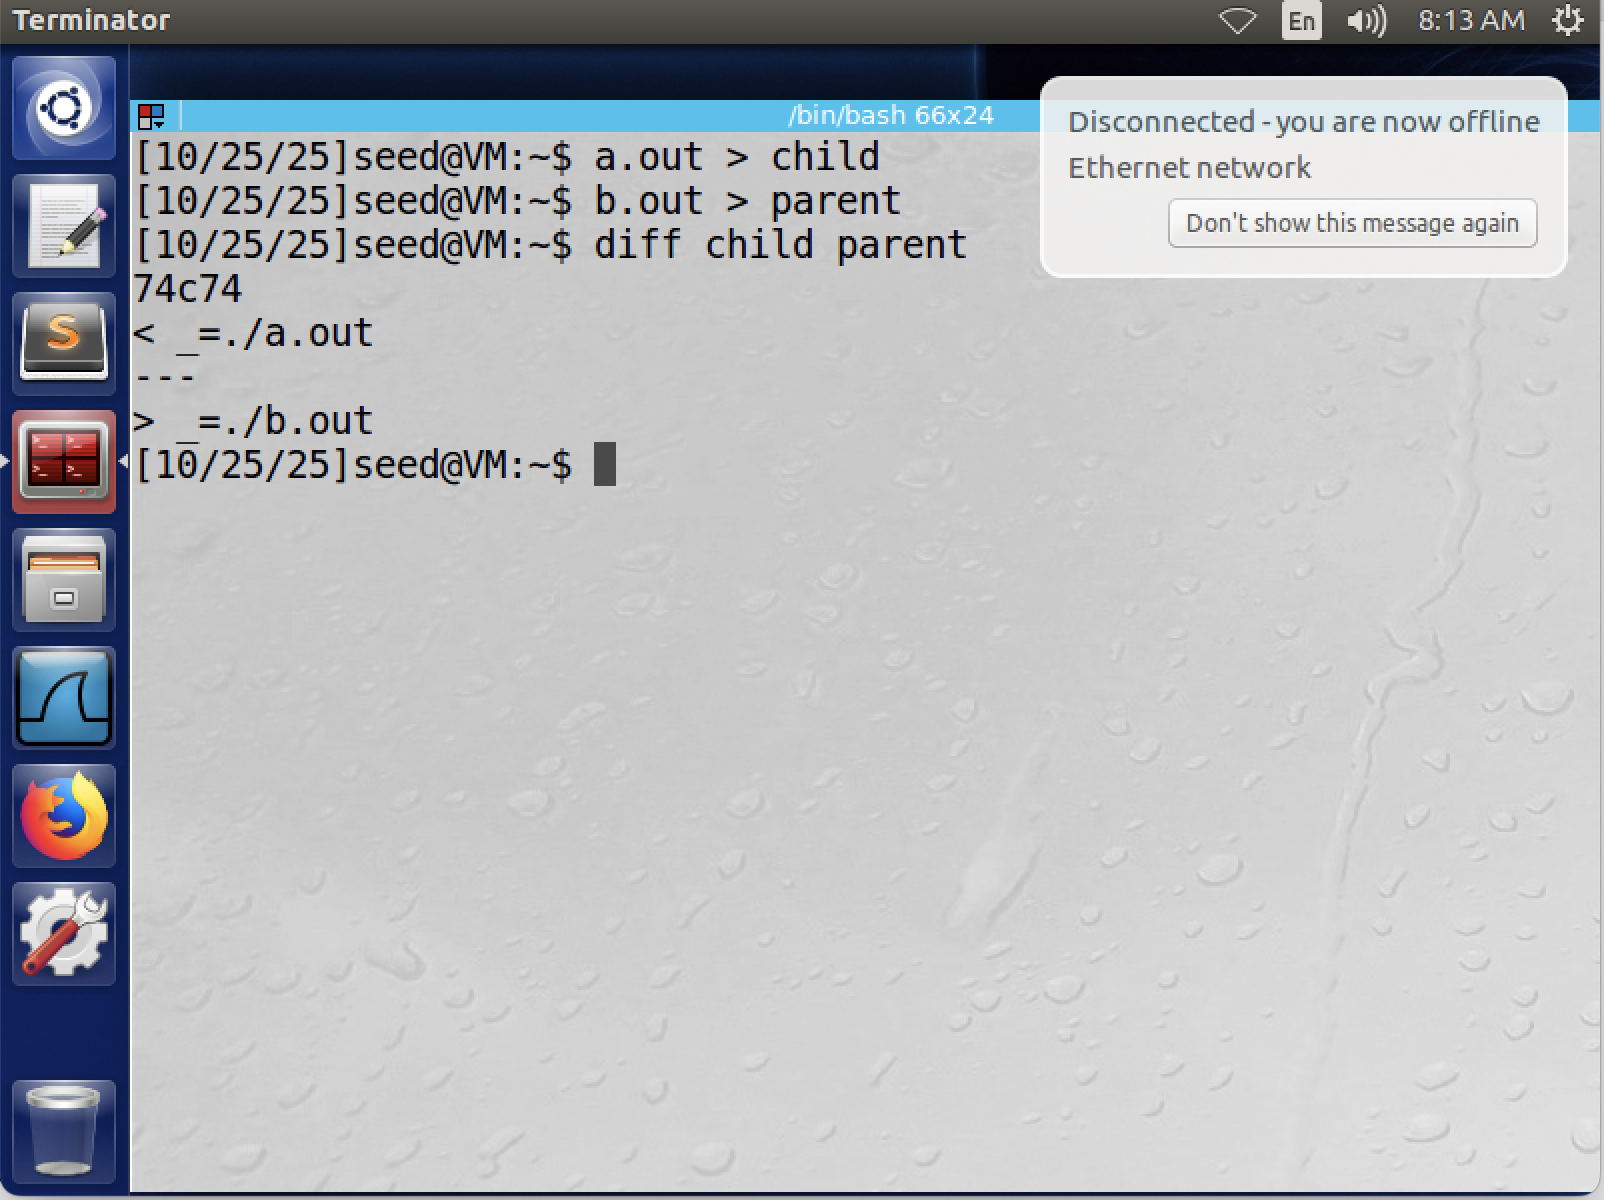 Terminator
En
8:13 AM
/bin/bash 66x24
Disconnected - you are now offline
Ethernet network
Don't show this message again
[10/25/25]seed@VM:~$ a.out > child
[10/25/25]seed@VM:~$ b.out > parent
[10/25/25]seed@VM:~$ diff child parent
74c74
< _=./a.out
---
> _=./b.out
[10/25/25]seed@VM:~$